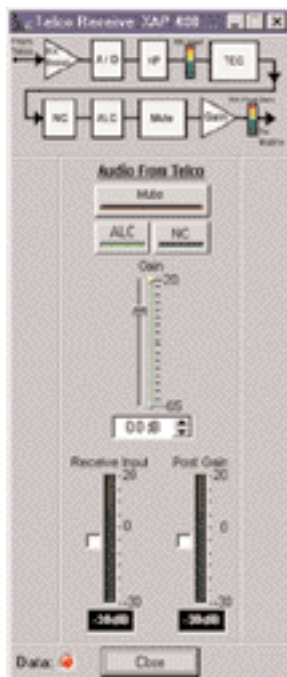 Telco Receive XAP 400
A / D
TEC
NC
ALC
Mute
Gain
Audio From Telco
Mute
ALC
NC
Gain
20
-65
0.0 dB
Receive Input
Post Gain
20
20
0
0
-30
-30
-30dB
-30dB
Data:
Close